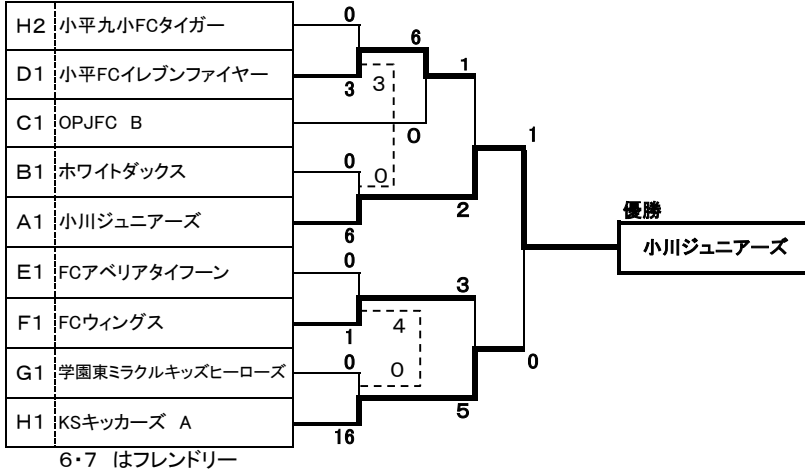 H2 小平九小FCタイガー
0
6
D1 小平FCイレブンファイヤー
3
3
1
C1 OPJFC B
0
B1 ホワイトダックス
0
0
1
A1 小川ジュニアーズ
6
2
優勝
小川ジュニアーズ
E1 FCアベリアタイフーン
0
3
F1 FCウィングス
1
4
G1 学園東ミラクルキッズヒーローズ
0
0
0
H1 KSキッカーズ A
16
5
6・7 はフレンドリー